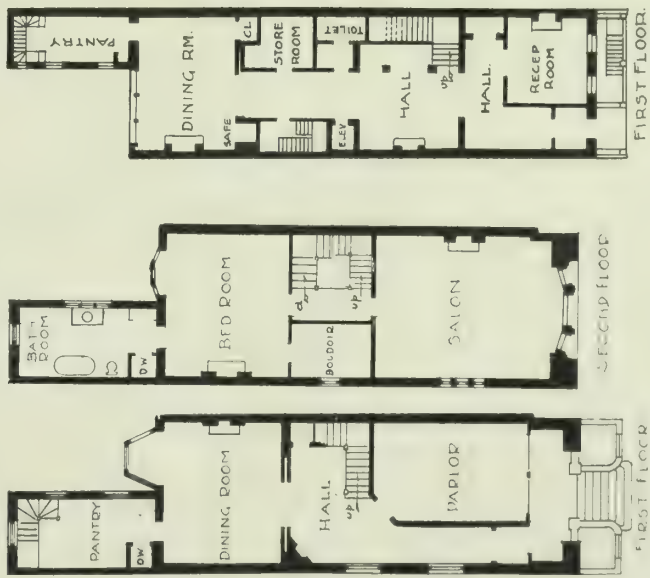 PANTRY
DINING RM.
CL
STORE
ROOM
TOILET
SAFE
ELEV
up
HALL
HALL.
RECEP
ROOM
FIRST FLOOR.
BATH
ROOM
DW
BED ROOM
d
up
BOUDOIR
SALON
SECOND FLOOR
PANTRY
DW
DINING ROOM
HALL
up
PARLOR
FIRST FLOOR